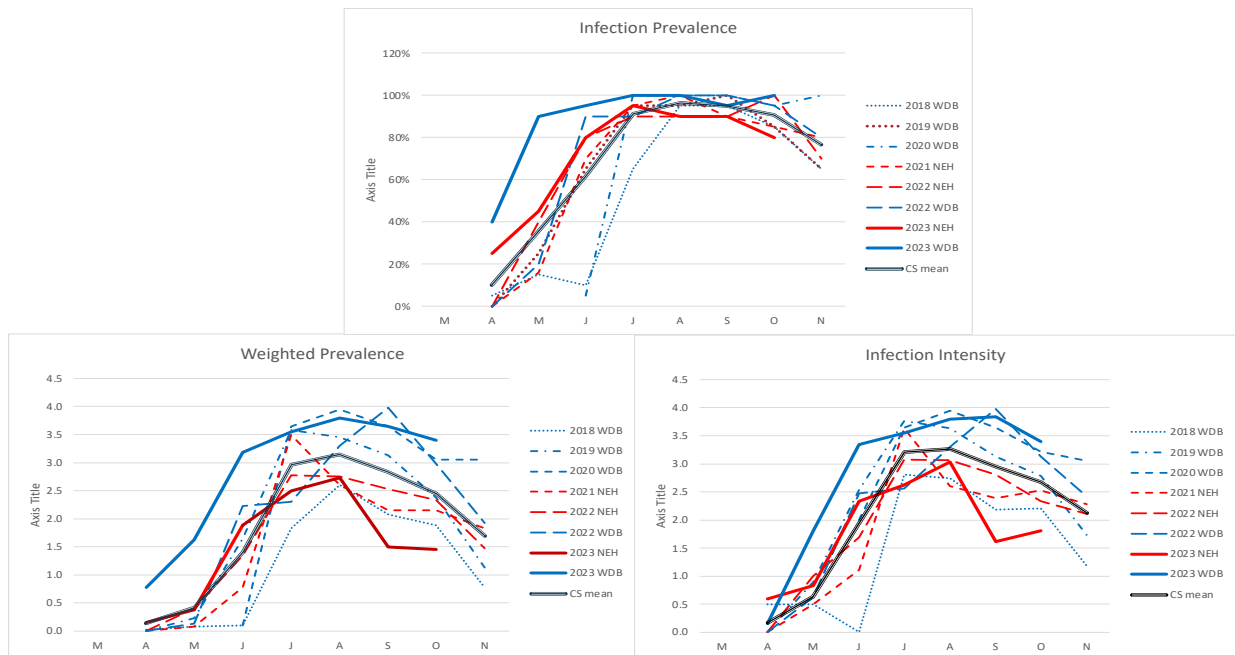 Infection Prevalence
120%
100%
80%
60%
40%
20%
0%
Axis Title
M A M J J A S O N
2018 WDB
2019 WDB
2020 WDB
2021 NEH
2022 NEH
2022 WDB
2023 NEH
2023 WDB
CS mean
Weighted Prevalence
4.5
4.0
3.5
3.0
2.5
2.0
1.5
1.0
0.5
0.0
Axis Title
M A M J J A S O N
2018 WDB
2019 WDB
2020 WDB
2021 NEH
2022 NEH
2022 WDB
2023 NEH
2023 WDB
CS mean
Infection Intensity
4.5
4.0
3.5
3.0
2.5
2.0
1.5
1.0
0.5
0.0
Axis Title
M A M J J A S O N
2018 WDB
2019 WDB
2020 WDB
2021 NEH
2022 NEH
2022 WDB
2023 NEH
2023 WDB
CS mean